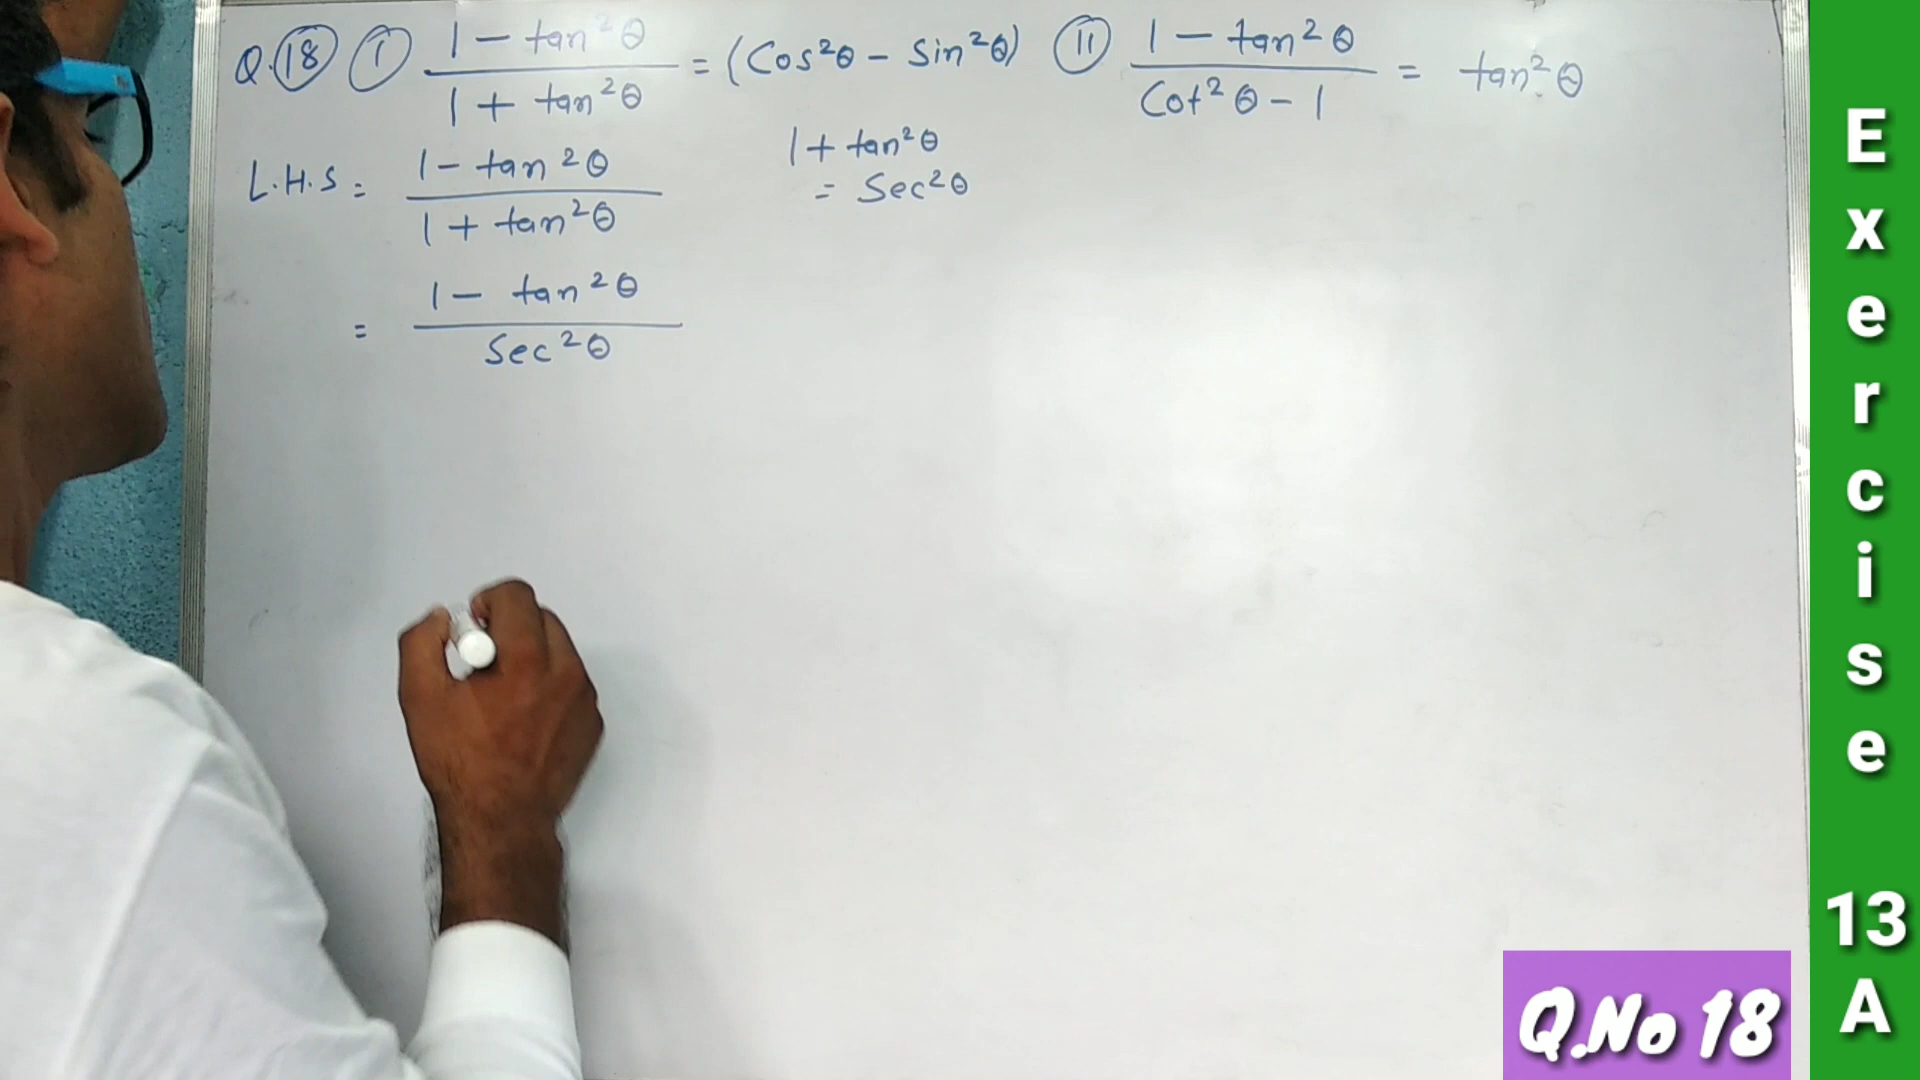 Q.18 (i) (1 - tan²θ)/(1 + tan²θ) = (Cos²θ - Sin²θ) (ii) (1 - tan²θ)/(Cot²θ - 1) = tan²θ
L.H.S = (1 - tan²θ)/(1 + tan²θ)
1 + tan²θ
= Sec²θ
= (1 - tan²θ)/(Sec²θ)
Exercise 13A
Q.No 18